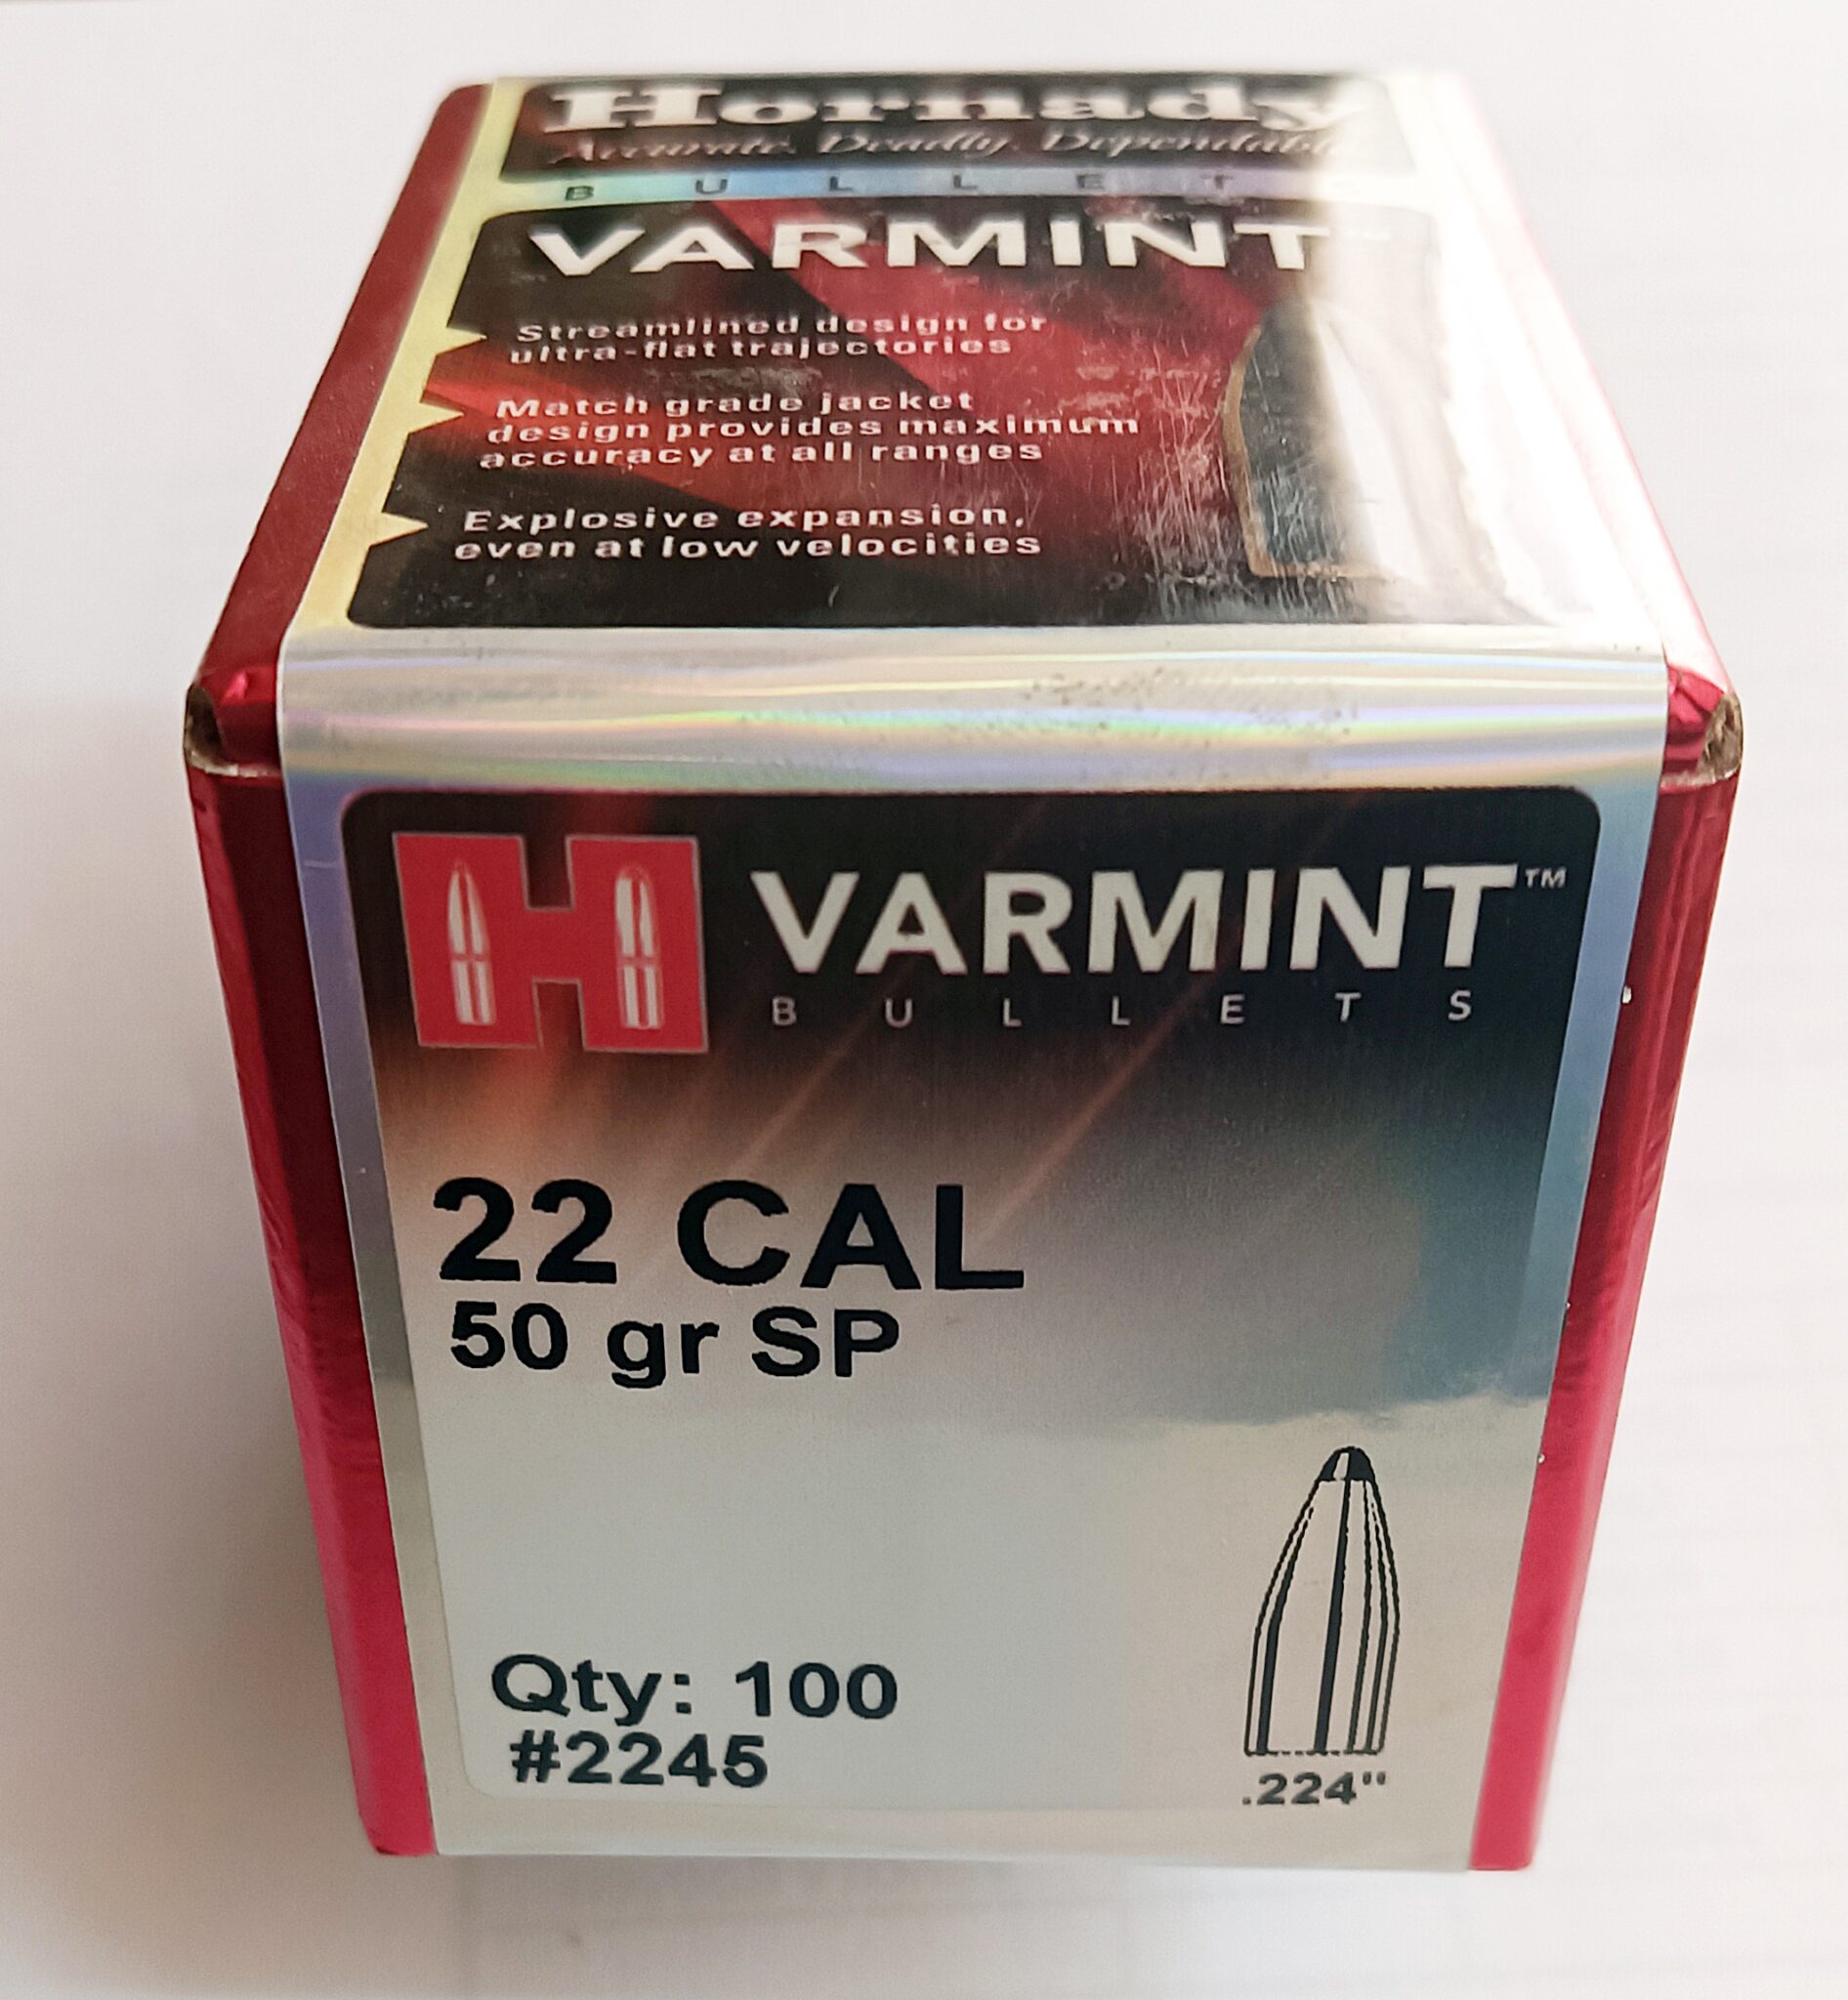 Hornady
Accurate. Deadly. Dependable.
BULLETS
VARMINT
Streamlined design for
ultra-flat trajectories
Match grade jacket
design provides maximum
accuracy at all ranges
Explosive expansion,
even at low velocities
H VARMINT™
BULLETS
22 CAL
50 gr SP
Qty: 100
#2245
.224"